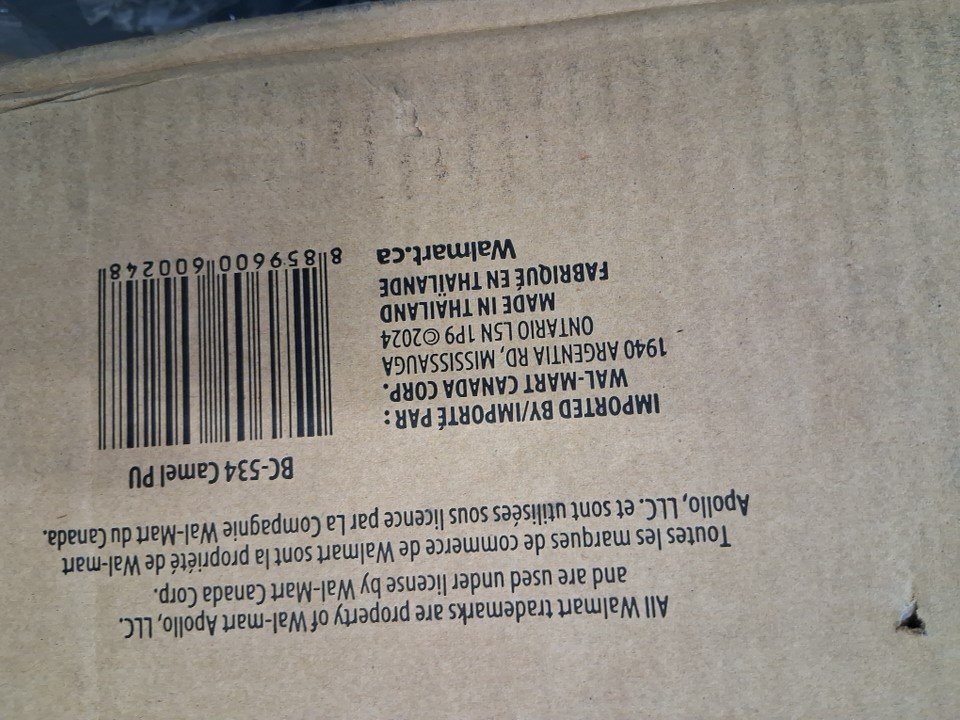 All Walmart trademarks are property of Wal-mart Apollo, LLC.
and are used under license by Wal-Mart Canada Corp.
Toutes les marques de commerce de Walmart sont la propriété de Wal-mart
Apollo, LLC. et sont utilisées sous licence par La Compagnie Wal-Mart du Canada.
IMPORTED BY/IMPORTÉ PAR:
WAL-MART CANADA CORP.
1940 ARGENTIA RD, MISSISSAUGA
ONTARIO L5N 1P9 ©2024
MADE IN THAILAND
FABRIQUÉ EN THAÏLANDE
Walmart.ca
BC-534 Camel PU
8 859600 600248